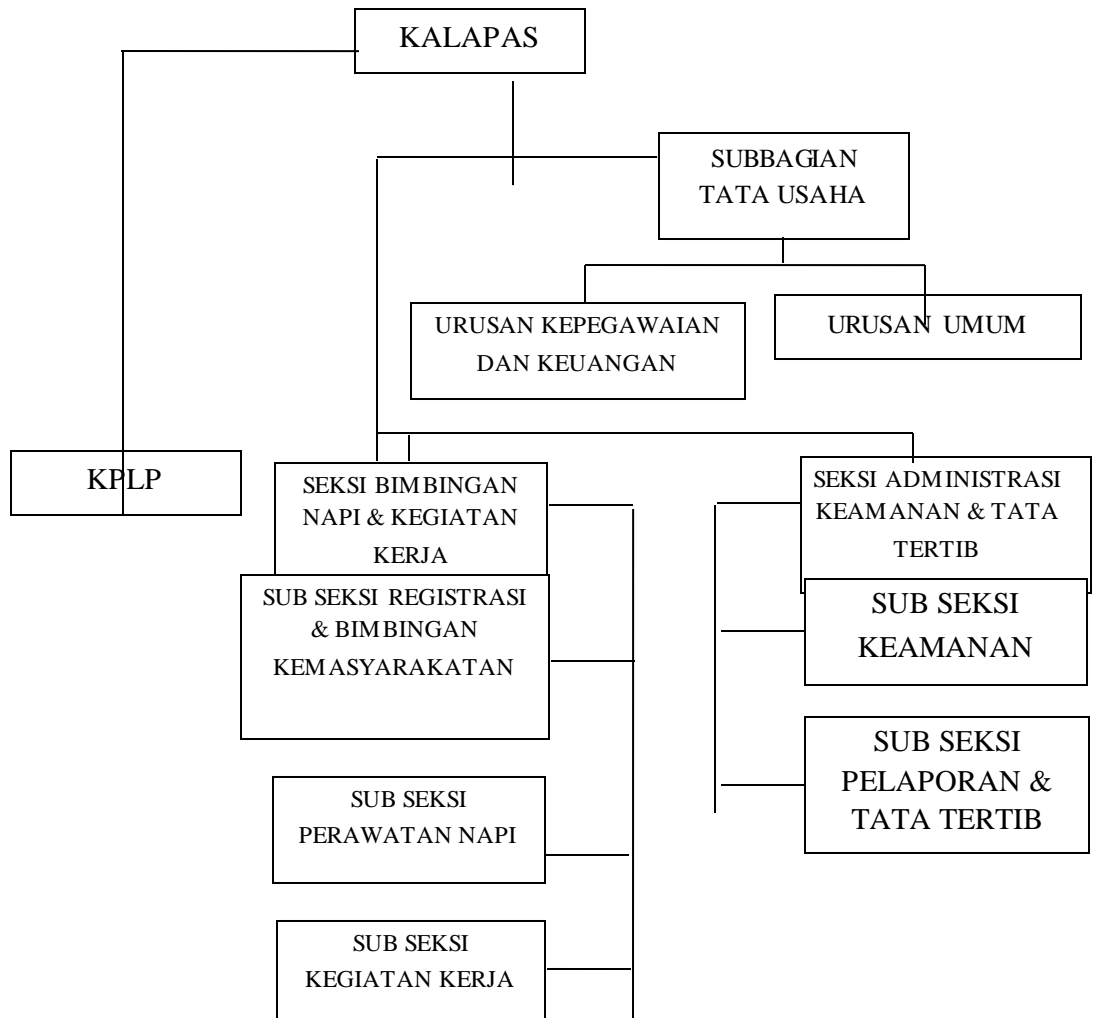 KALAPAS
SUBBAGIAN
TATA USAHA
URUSAN KEPEGAWAIAN
DAN KEUANGAN
URUSAN UMUM
KPLP
SEKSI BIMBINGAN
NAPI & KEGIATAN
KERJA
SEKSI ADMINISTRASI
KEAMANAN & TATA
TERTIB
SUB SEKSI REGISTRASI
& BIMBINGAN
KEMASYARAKATAN
SUB SEKSI
KEAMANAN
SUB SEKSI
PELAPORAN &
TATA TERTIB
SUB SEKSI
PERAWATAN NAPI
SUB SEKSI
KEGIATAN KERJA